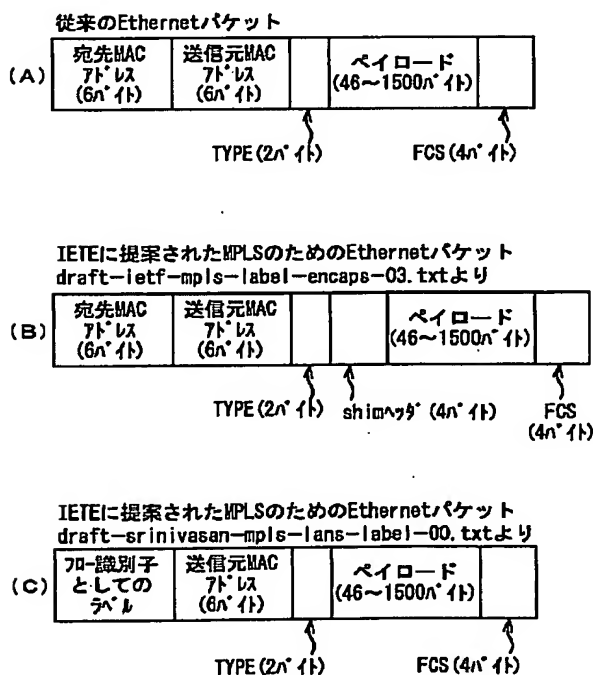 従来のEthernetパケット
(A)
宛先MAC
アドレス
(6バイト)
送信元MAC
アドレス
(6バイト)
ペイロード
(46〜1500バイト)
TYPE(2バイト)
FCS(4バイト)
IETEに提案されたMPLSのためのEthernetパケット
draft-ietf-mpls-label-encaps-03.txtより
(B)
宛先MAC
アドレス
(6バイト)
送信元MAC
アドレス
(6バイト)
ペイロード
(46〜1500バイト)
TYPE(2バイト)
shimヘッダ(4バイト)
FCS
(4バイト)
IETEに提案されたMPLSのためのEthernetパケット
draft-srinivasan-mpls-lans-label-00.txtより
(C)
フロー識別子
としての
ラベル
送信元MAC
アドレス
(6バイト)
ペイロード
(46〜1500バイト)
TYPE(2バイト)
FCS(4バイト)